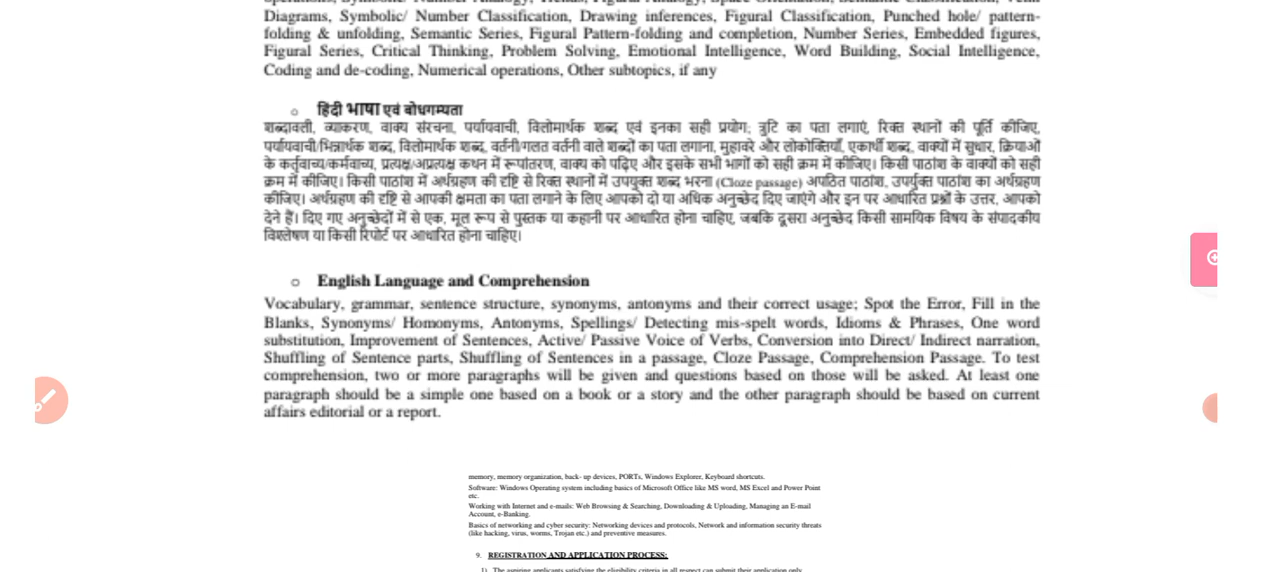 Diagrams, Symbolic/ Number Classification, Drawing inferences, Figural Classification, Punched hole/ pattern-
folding & unfolding, Semantic Series, Figural Pattern-folding and completion, Number Series, Embedded figures,
Figural Series, Critical Thinking, Problem Solving, Emotional Intelligence, Word Building, Social Intelligence,
Coding and de-coding, Numerical operations, Other subtopics, if any
○ हिंदी भाषा एवं बोधगम्यता
शब्दावली, व्याकरण, वाक्य संरचना, पर्यायवाची, विलोमार्थक शब्द एवं इनका सही प्रयोग; त्रुटि का पता लगाएं, रिक्त स्थानों की पूर्ति कीजिए,
पर्यायवाची/भिन्नार्थक शब्द, विलोमार्थक शब्द, वर्तनी/गलत वर्तनी वाले शब्दों का पता लगाना, मुहावरे और लोकोक्तियाँ, एकार्थी शब्द, वाक्यों में सुधार, क्रियाओं
के कर्तृवाच्य/कर्मवाच्य, प्रत्यक्ष/अप्रत्यक्ष कथन में रूपांतरण, वाक्य को पढ़िए और इसके सभी भागों को सही क्रम में कीजिए। किसी पाठांश के वाक्यों को सही
क्रम में कीजिए। किसी पाठांश में अर्थग्रहण की दृष्टि से रिक्त स्थानों में उपयुक्त शब्द भरना (Cloze passage) अपठित पाठांश, उपर्युक्त पाठांश का अर्थग्रहण
कीजिए। अर्थग्रहण की दृष्टि से आपकी क्षमता का पता लगाने के लिए आपको दो या अधिक अनुच्छेद दिए जाएंगे और इन पर आधारित प्रश्नों के उत्तर, आपको
देने हैं। दिए गए अनुच्छेदों में से एक, मूल रूप से पुस्तक या कहानी पर आधारित होना चाहिए, जबकि दूसरा अनुच्छेद किसी सामयिक विषय के संपादकीय
विश्लेषण या किसी रिपोर्ट पर आधारित होना चाहिए।
○ English Language and Comprehension
Vocabulary, grammar, sentence structure, synonyms, antonyms and their correct usage; Spot the Error, Fill in the
Blanks, Synonyms/ Homonyms, Antonyms, Spellings/ Detecting mis-spelt words, Idioms & Phrases, One word
substitution, Improvement of Sentences, Active/ Passive Voice of Verbs, Conversion into Direct/ Indirect narration,
Shuffling of Sentence parts, Shuffling of Sentences in a passage, Cloze Passage, Comprehension Passage. To test
comprehension, two or more paragraphs will be given and questions based on those will be asked. At least one
paragraph should be a simple one based on a book or a story and the other paragraph should be based on current
affairs editorial or a report.
memory, memory organization, back- up devices, PORTs, Windows Explorer, Keyboard shortcuts.
Software: Windows Operating system including basics of Microsoft Office like MS word, MS Excel and Power Point
etc.
Working with Internet and e-mails: Web Browsing & Searching, Downloading & Uploading, Managing an E-mail
Account, e-Banking.
Basics of networking and cyber security: Networking devices and protocols, Network and information security threats
(like hacking, virus, worms, Trojan etc.) and preventive measures.
9. REGISTRATION AND APPLICATION PROCESS:
1) The aspiring applicants satisfying the eligibility criteria in all respect can submit their application only